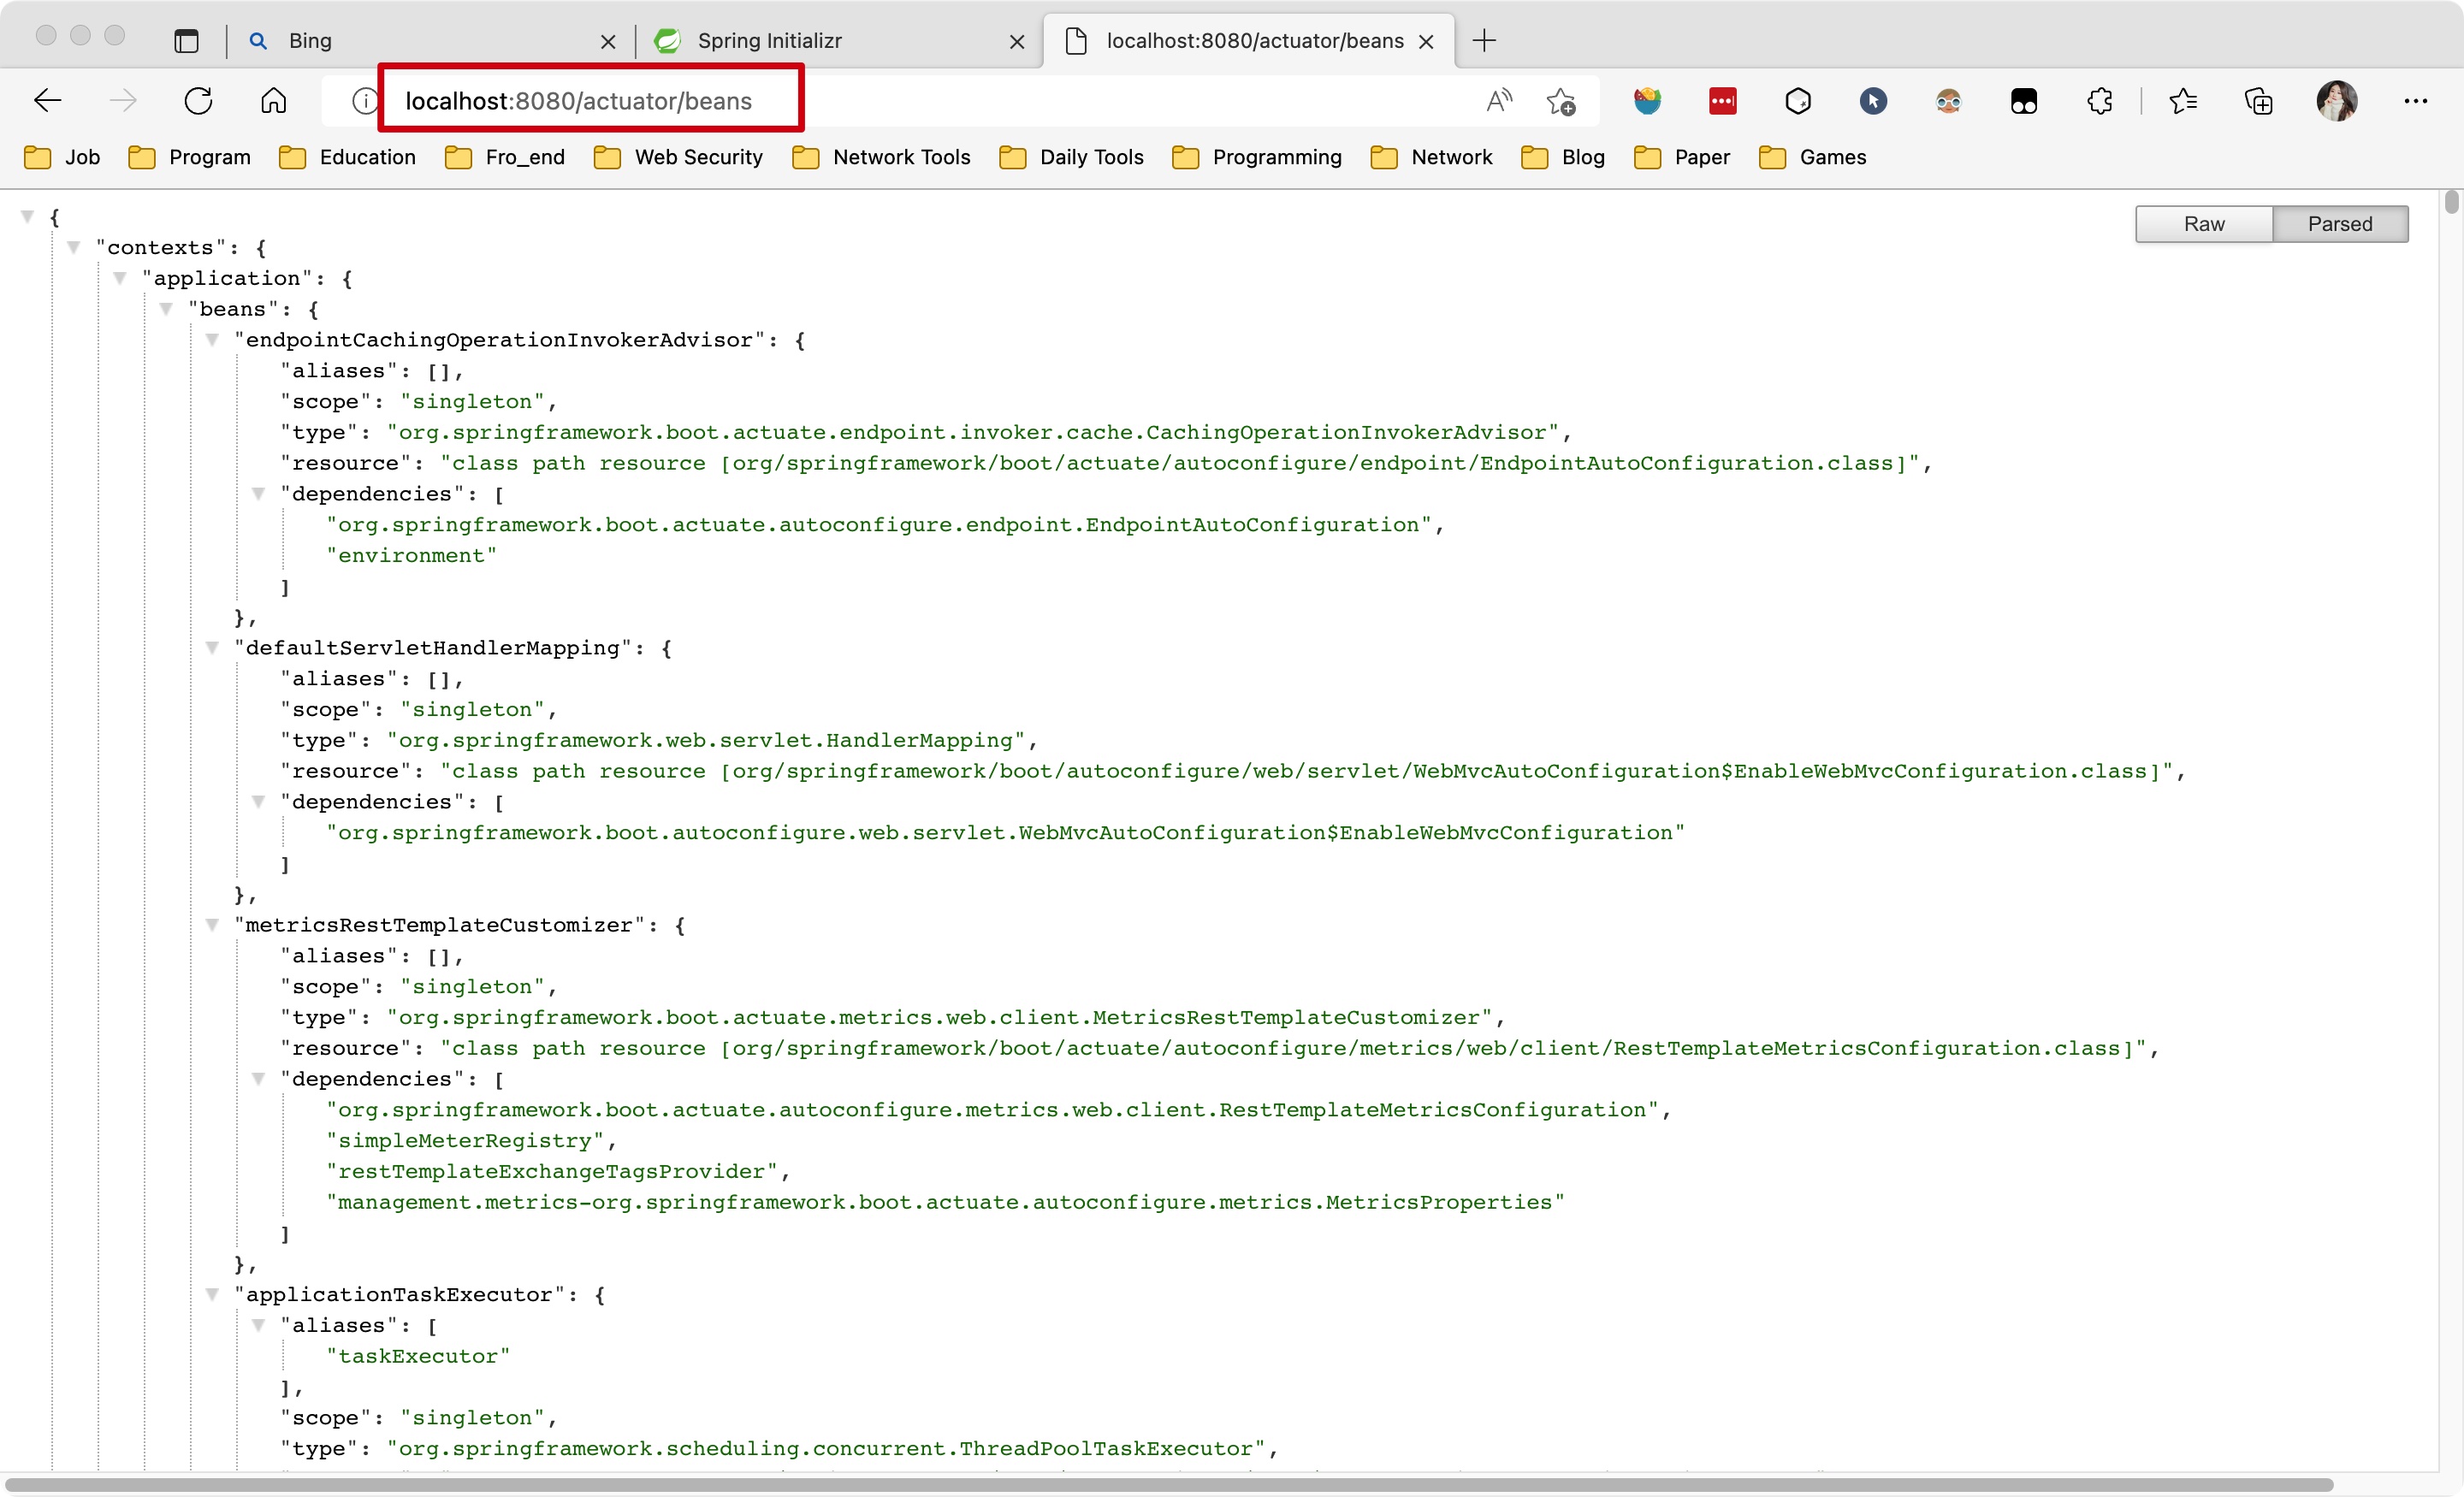 Bing
Spring Initializr
localhost:8080/actuator/beans
localhost:8080/actuator/beans
Job
Program
Education
Fro_end
Web Security
Network Tools
Daily Tools
Programming
Network
Blog
Paper
Games
Raw
Parsed
{
"contexts": {
"application": {
"beans": {
"endpointCachingOperationInvokerAdvisor": {
"aliases": [],
"scope": "singleton",
"type": "org.springframework.boot.actuate.endpoint.invoker.cache.CachingOperationInvokerAdvisor",
"resource": "class path resource [org/springframework/boot/actuate/autoconfigure/endpoint/EndpointAutoConfiguration.class]",
"dependencies": [
"org.springframework.boot.actuate.autoconfigure.endpoint.EndpointAutoConfiguration",
"environment"
]
},
"defaultServletHandlerMapping": {
"aliases": [],
"scope": "singleton",
"type": "org.springframework.web.servlet.HandlerMapping",
"resource": "class path resource [org/springframework/boot/autoconfigure/web/servlet/WebMvcAutoConfiguration$EnableWebMvcConfiguration.class]",
"dependencies": [
"org.springframework.boot.autoconfigure.web.servlet.WebMvcAutoConfiguration$EnableWebMvcConfiguration"
]
},
"metricsRestTemplateCustomizer": {
"aliases": [],
"scope": "singleton",
"type": "org.springframework.boot.actuate.metrics.web.client.MetricsRestTemplateCustomizer",
"resource": "class path resource [org/springframework/boot/actuate/autoconfigure/metrics/web/client/RestTemplateMetricsConfiguration.class]",
"dependencies": [
"org.springframework.boot.actuate.autoconfigure.metrics.web.client.RestTemplateMetricsConfiguration",
"simpleMeterRegistry",
"restTemplateExchangeTagsProvider",
"management.metrics-org.springframework.boot.actuate.autoconfigure.metrics.MetricsProperties"
]
},
"applicationTaskExecutor": {
"aliases": [
"taskExecutor"
],
"scope": "singleton",
"type": "org.springframework.scheduling.concurrent.ThreadPoolTaskExecutor",